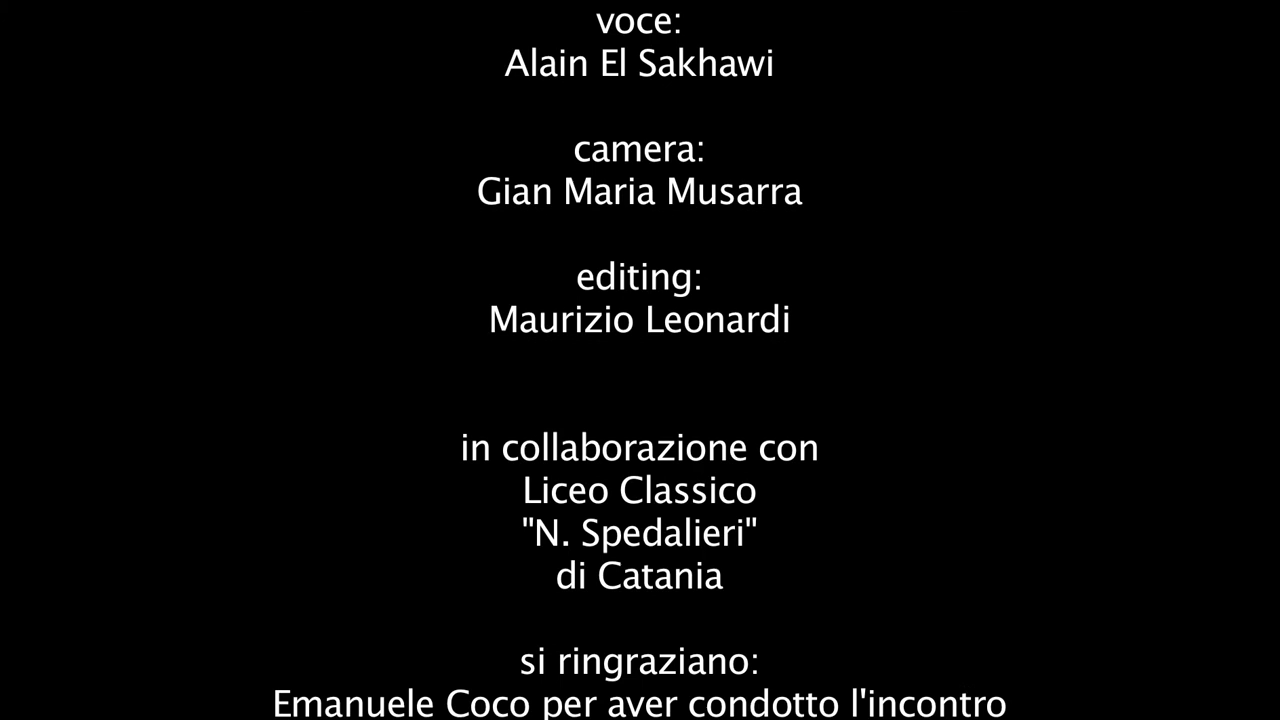 voce:
Alain El Sakhawi
camera:
Gian Maria Musarra
editing:
Maurizio Leonardi
in collaborazione con
Liceo Classico
"N. Spedalieri"
di Catania
si ringraziano:
Emanuele Coco per aver condotto l'incontro